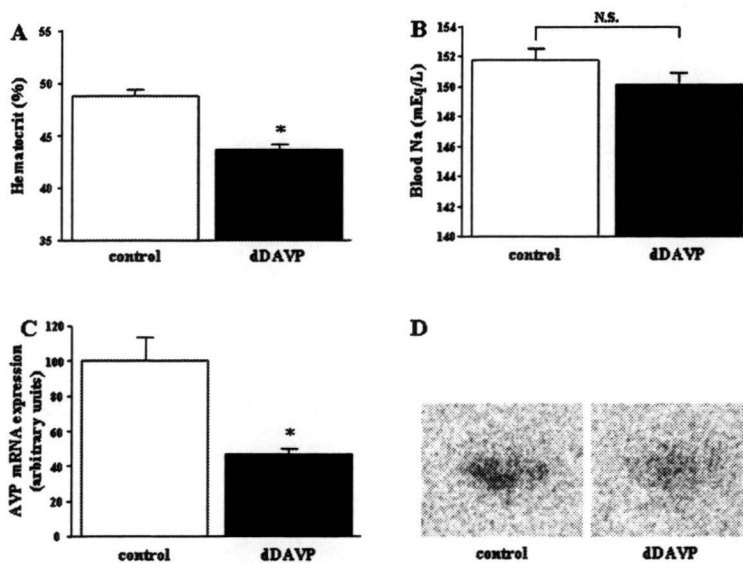 A
Hematocrit (%)
55
50
45
40
35
*
control
dDAVP
B
Blood Na (mEq/L)
154
152
150
148
146
144
142
140
N.S.
control
dDAVP
C
AVP mRNA expression
(arbitrary units)
120
100
80
60
40
20
0
*
control
dDAVP
D
control
dDAVP